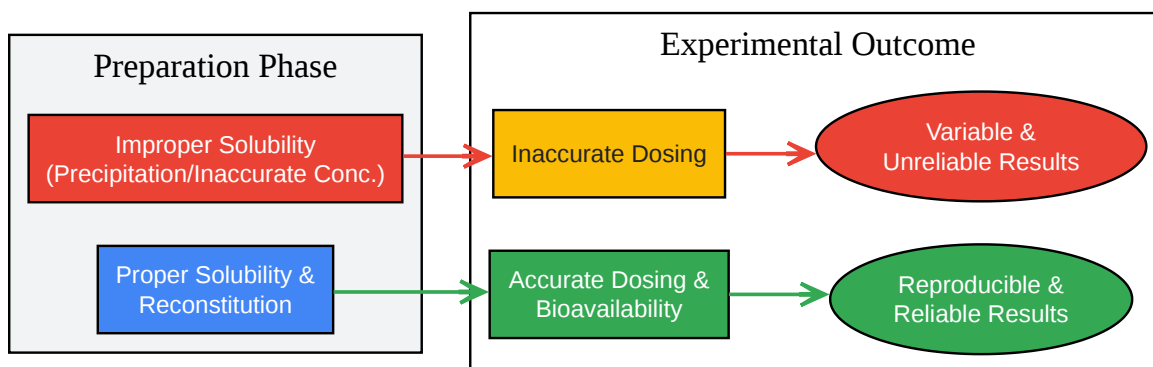 Preparation Phase
Improper Solubility
(Precipitation/Inaccurate Conc.)
Proper Solubility &
Reconstitution
Experimental Outcome
Inaccurate Dosing
Variable &
Unreliable Results
Accurate Dosing &
Bioavailability
Reproducible &
Reliable Results